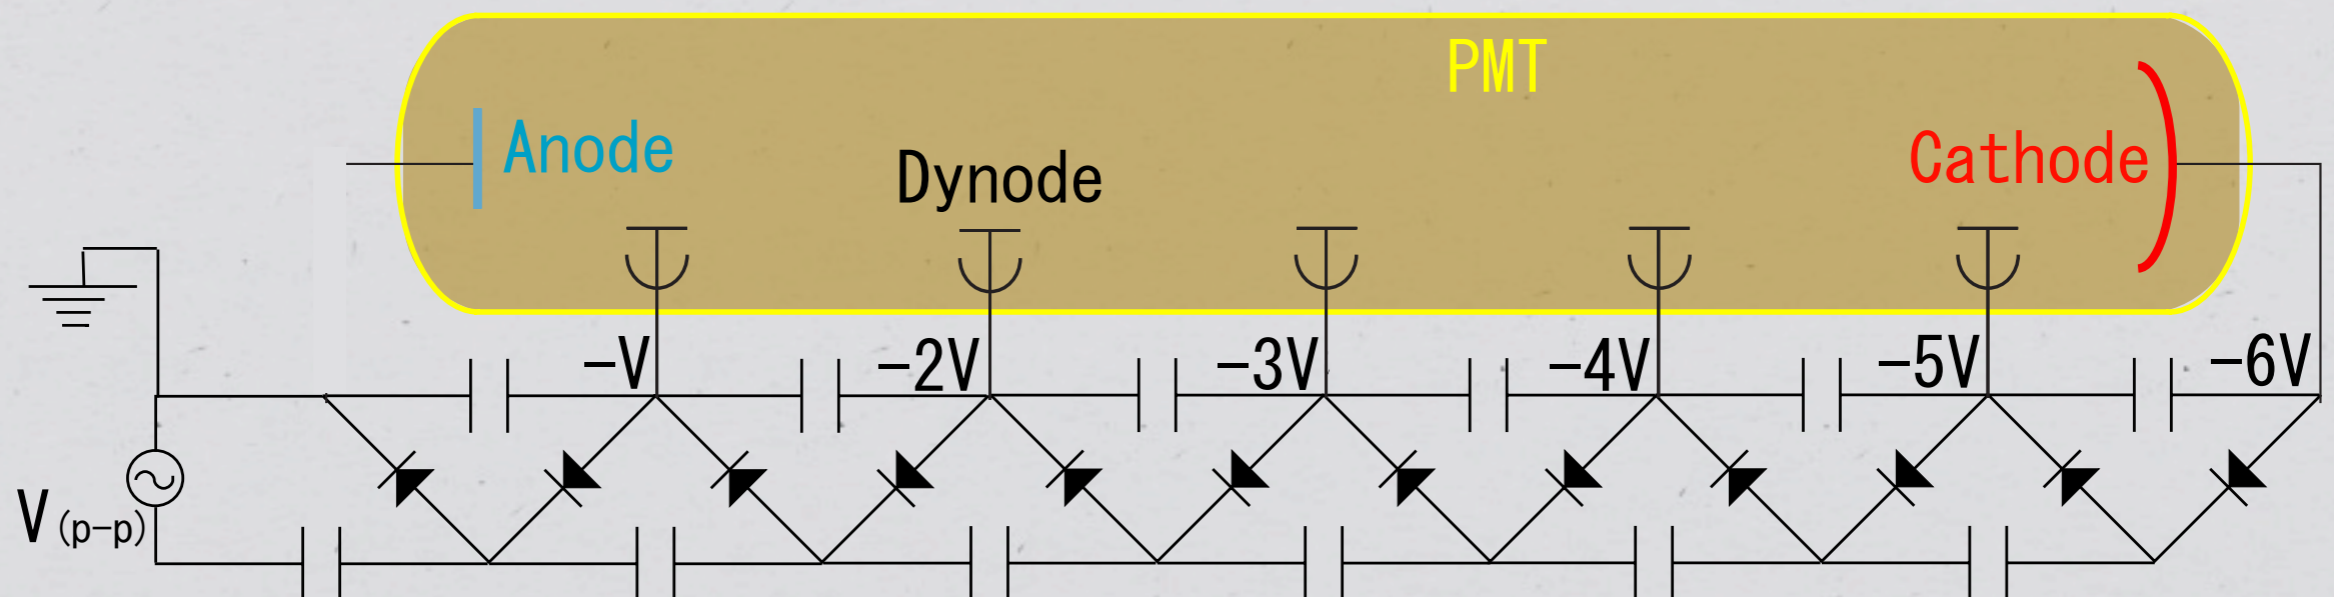 PMT
Anode
Dynode
Cathode
−V
−2V
−3V
−4V
−5V
−6V
V(p−p)